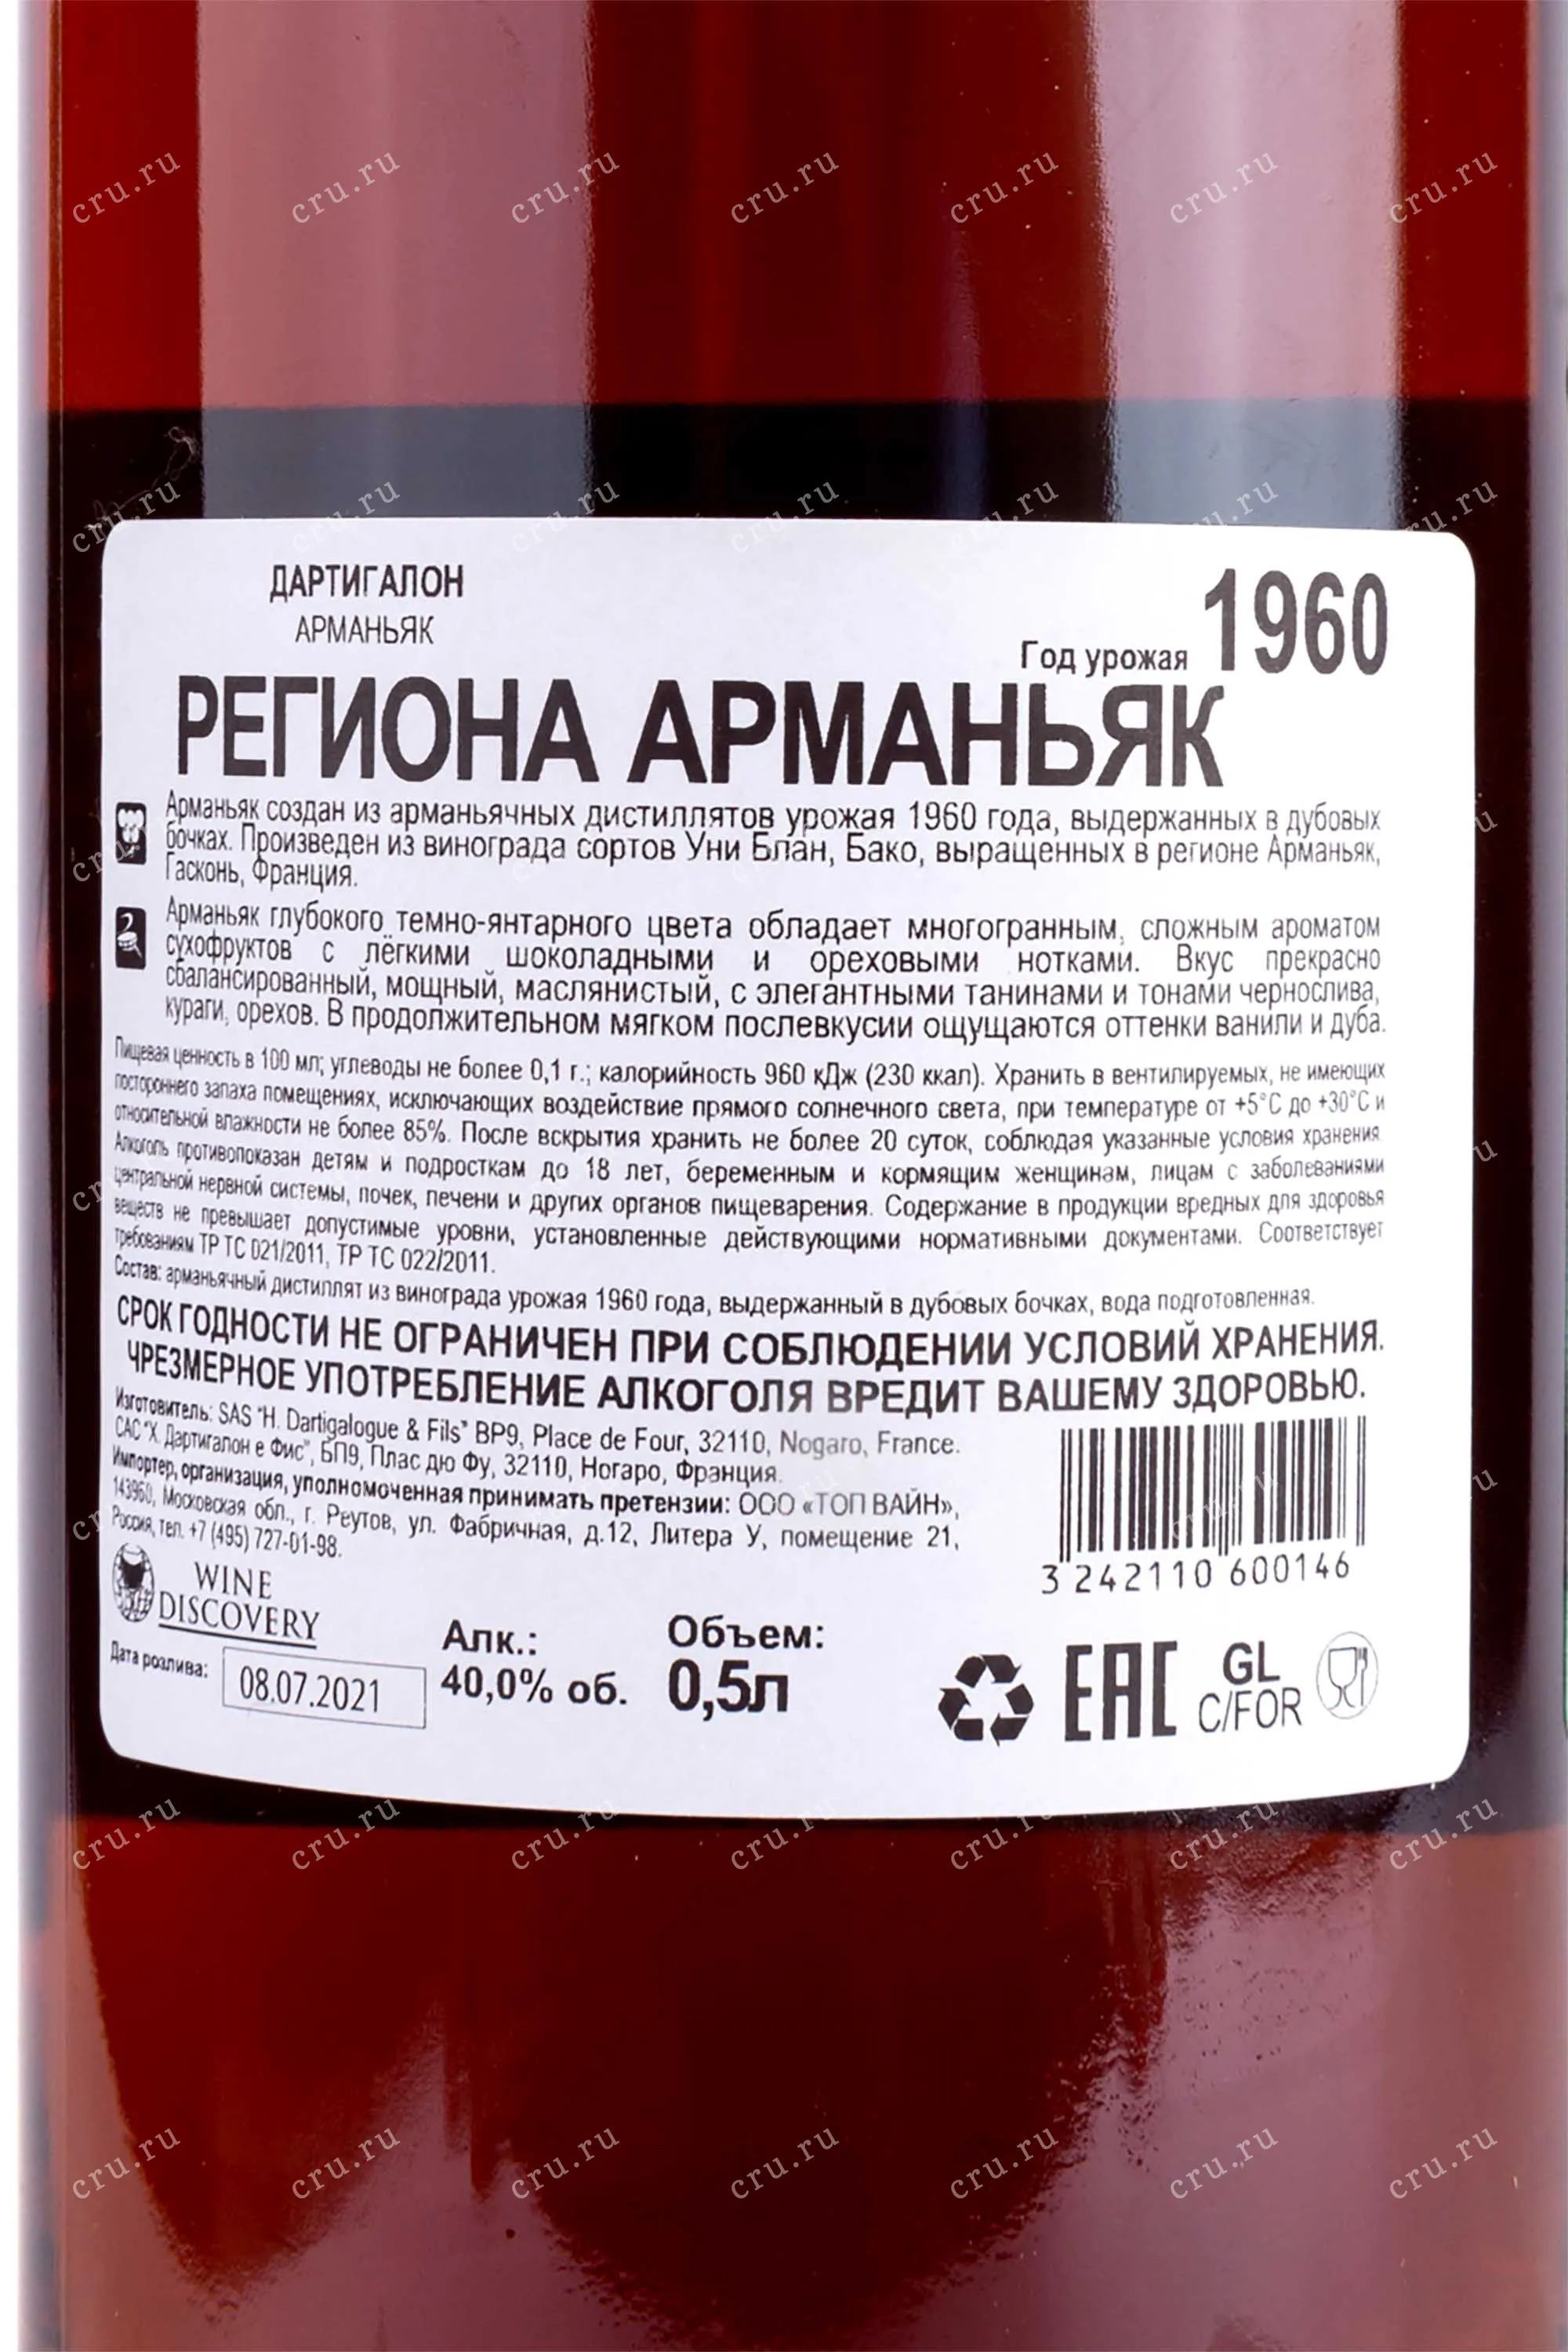 ДАРТИГАЛОН
АРМАНЬЯК
Год урожая 1960
РЕГИОНА АРМАНЬЯК
Арманьяк создан из арманьячных дистиллятов урожая 1960 года, выдержанных в дубовых
бочках. Произведен из винограда сортов Уни Блан, Бако, выращенных в регионе Арманьяк,
Гасконь, Франция.
Арманьяк глубокого темно-янтарного цвета обладает многогранным, сложным ароматом
сухофруктов с лёгкими шоколадными и ореховыми нотками. Вкус прекрасно
сбалансированный, мощный, маслянистый, с элегантными танинами и тонами чернослива,
кураги, орехов. В продолжительном мягком послевкусии ощущаются оттенки ванили и дуба.
Пищевая ценность в 100 мл; углеводы не более 0,1 г.; калорийность 960 кДж (230 ккал). Хранить в вентилируемых, не имеющих
постороннего запаха помещениях, исключающих воздействие прямого солнечного света, при температуре от +5°С до +30°С и
относительной влажности не более 85%. После вскрытия хранить не более 20 суток, соблюдая указанные условия хранения.
Алкоголь противопоказан детям и подросткам до 18 лет, беременным и кормящим женщинам, лицам с заболеваниями
центральной нервной системы, почек, печени и других органов пищеварения. Содержание в продукции вредных для здоровья
веществ не превышает допустимые уровни, установленные действующими нормативными документами. Соответствует
требованиям ТР ТС 021/2011, ТР ТС 022/2011.
Состав: арманьячный дистиллят из винограда урожая 1960 года, выдержанный в дубовых бочках, вода подготовленная.
СРОК ГОДНОСТИ НЕ ОГРАНИЧЕН ПРИ СОБЛЮДЕНИИ УСЛОВИЙ ХРАНЕНИЯ.
ЧРЕЗМЕРНОЕ УПОТРЕБЛЕНИЕ АЛКОГОЛЯ ВРЕДИТ ВАШЕМУ ЗДОРОВЬЮ.
Изготовитель: SAS "H. Dartigalogue & Fils" BP9, Place de Four, 32110, Nogaro, France.
САС "Х. Дартигалон е Фис", БП9, Плас дю Фу, 32110, Ногаро, Франция.
Импортер, организация, уполномоченная принимать претензии: ООО «ТОП ВАЙН»,
143960, Московская обл., г. Реутов, ул. Фабричная, д.12, Литера У, помещение 21,
Россия, тел. +7 (495) 727-01-98.
3 242110 600146
WINE
DISCOVERY
Дата розлива: 08.07.2021
Алк.:
40,0% об.
Объем:
0,5л
EAC
GL
C/FOR
cru.ru